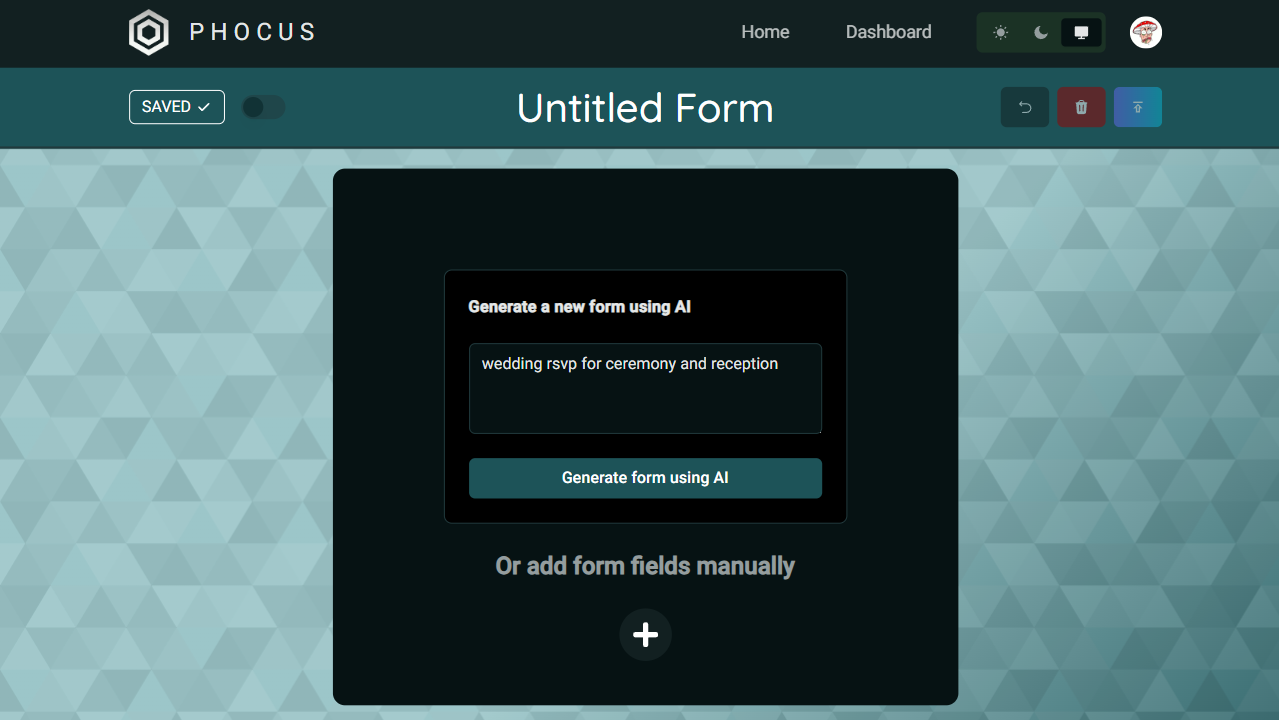 PHOCUS
Home
Dashboard
SAVED
Untitled Form
Generate a new form using AI
wedding rsvp for ceremony and reception
Generate form using AI
Or add form fields manually